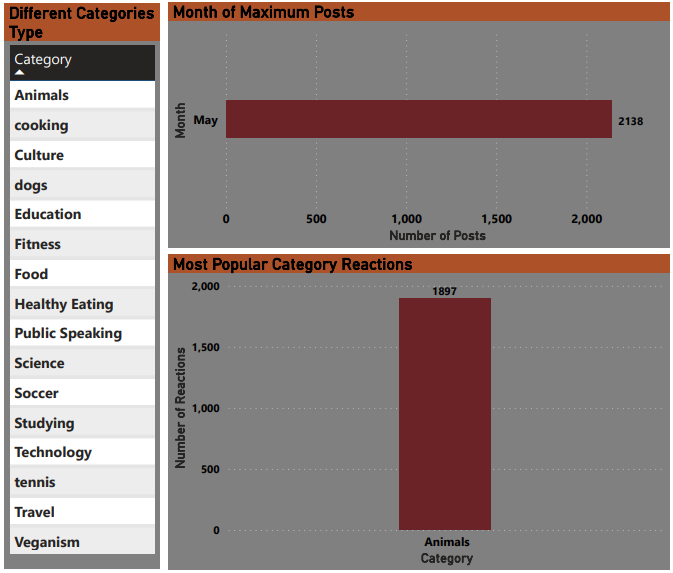 Different Categories
Type
Category
Animals
cooking
Culture
dogs
Education
Fitness
Food
Healthy Eating
Public Speaking
Science
Soccer
Studying
Technology
tennis
Travel
Veganism
Month of Maximum Posts
Month
May
2138
0 500 1,000 1,500 2,000
Number of Posts
Most Popular Category Reactions
Number of Reactions
2,000
1,500
1,000
500
0
1897
Animals
Category